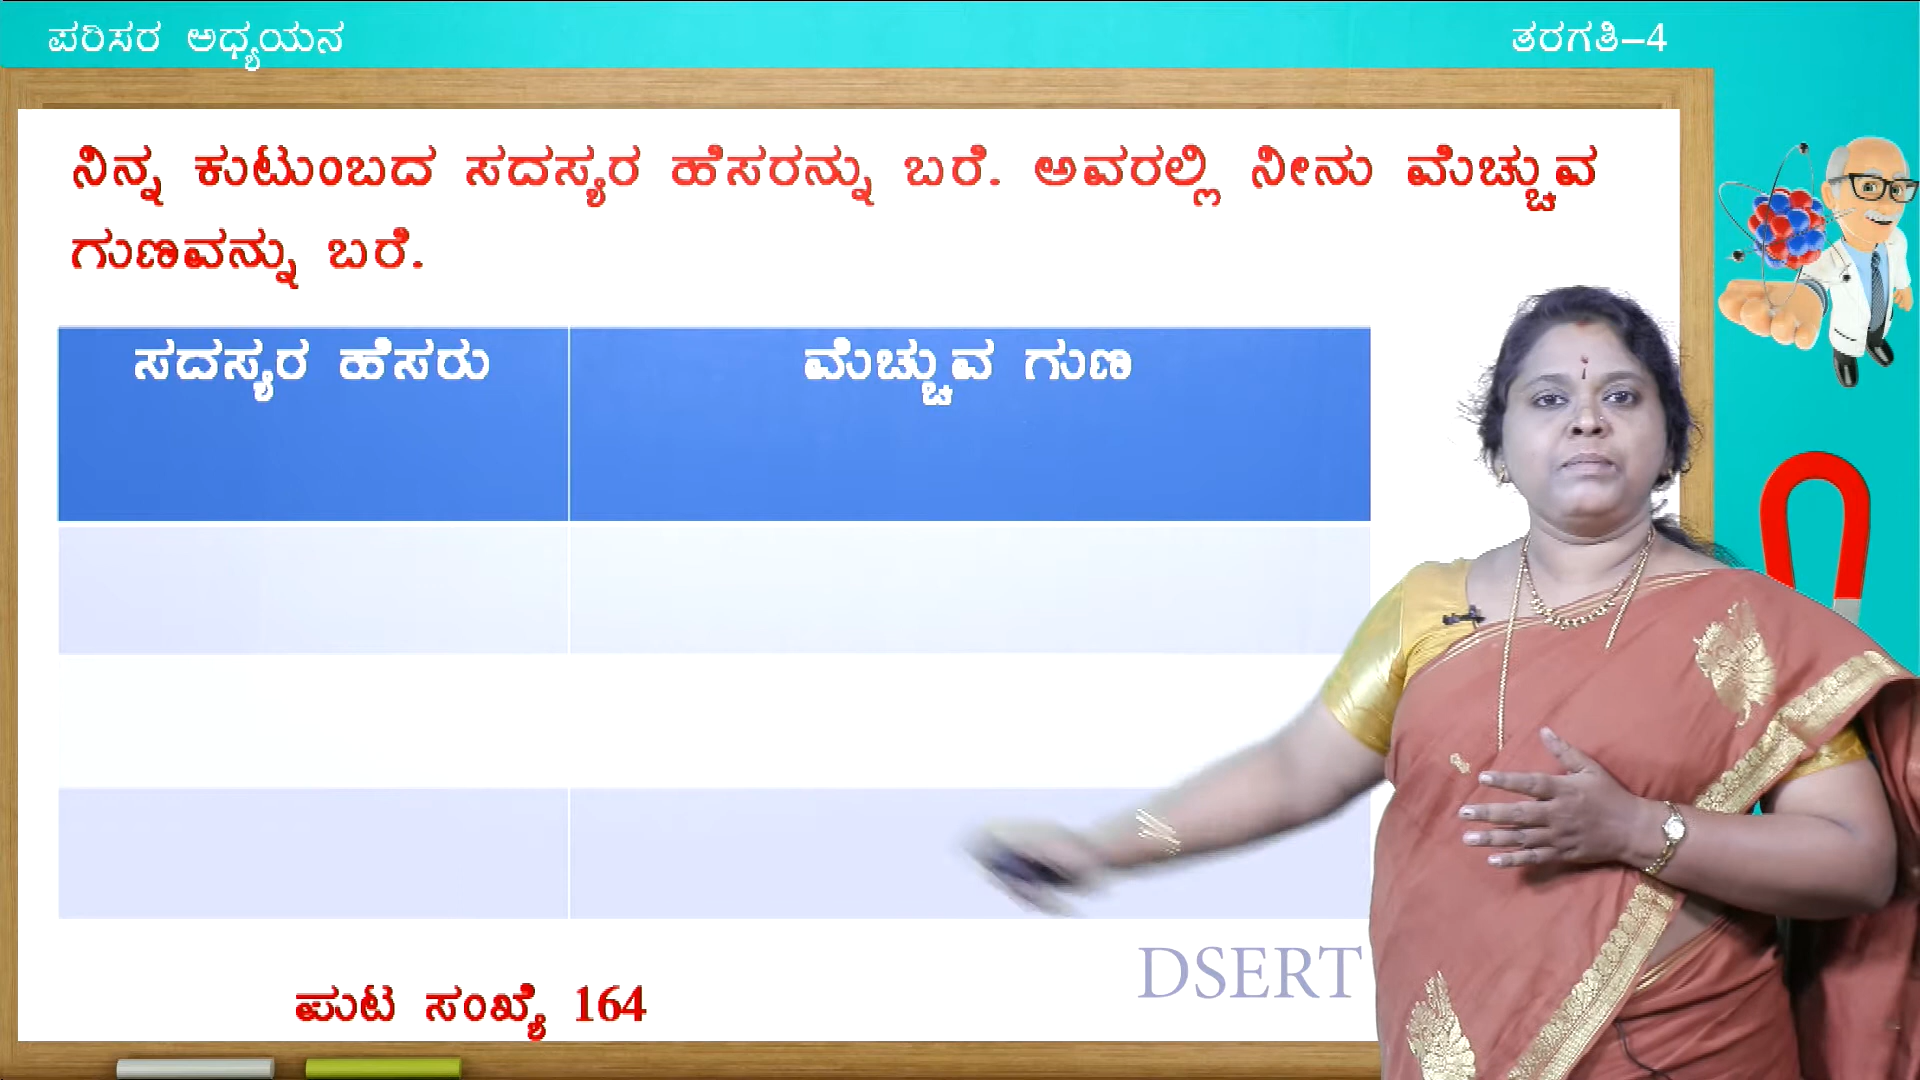 ಪರಿಸರ ಅಧ್ಯಯನ
ತರಗತಿ–4
ನಿನ್ನ ಕುಟುಂಬದ ಸದಸ್ಯರ ಹೆಸರನ್ನು ಬರೆ. ಅವರಲ್ಲಿ ನೀನು ಮೆಚ್ಚುವ
ಗುಣವನ್ನು ಬರೆ.
ಸದಸ್ಯರ ಹೆಸರು
ಮೆಚ್ಚುವ ಗುಣ
DSERT
ಪುಟ ಸಂಖ್ಯೆ 164